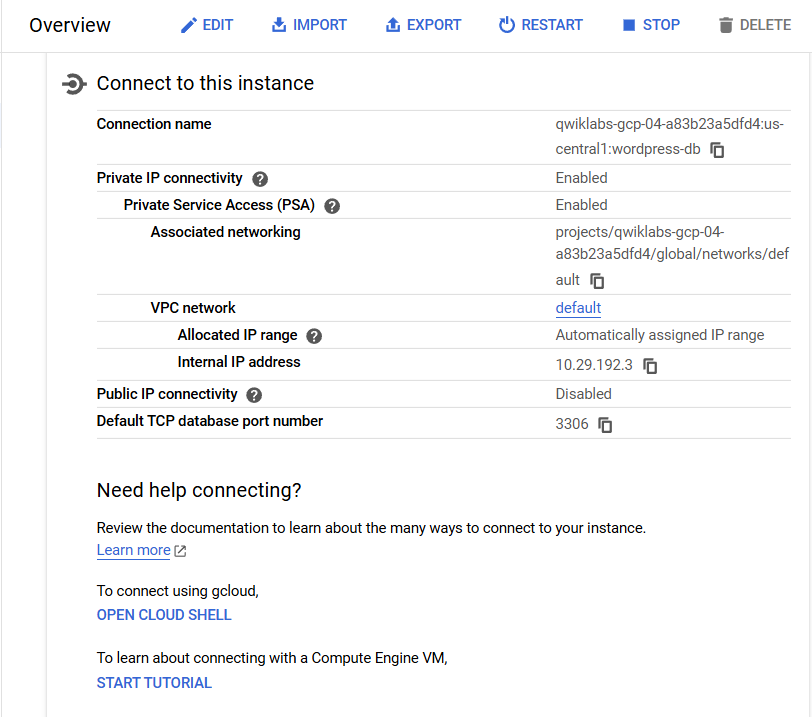 Overview EDIT IMPORT EXPORT RESTART STOP DELETE
Connect to this instance
Connection name qwiklabs-gcp-04-a83b23a5dfd4:us-
central1:wordpress-db
Private IP connectivity Enabled
Private Service Access (PSA) Enabled
Associated networking projects/qwiklabs-gcp-04-
a83b23a5dfd4/global/networks/def
ault
VPC network default
Allocated IP range Automatically assigned IP range
Internal IP address 10.29.192.3
Public IP connectivity Disabled
Default TCP database port number 3306
Need help connecting?
Review the documentation to learn about the many ways to connect to your instance.
Learn more
To connect using gcloud,
OPEN CLOUD SHELL
To learn about connecting with a Compute Engine VM,
START TUTORIAL